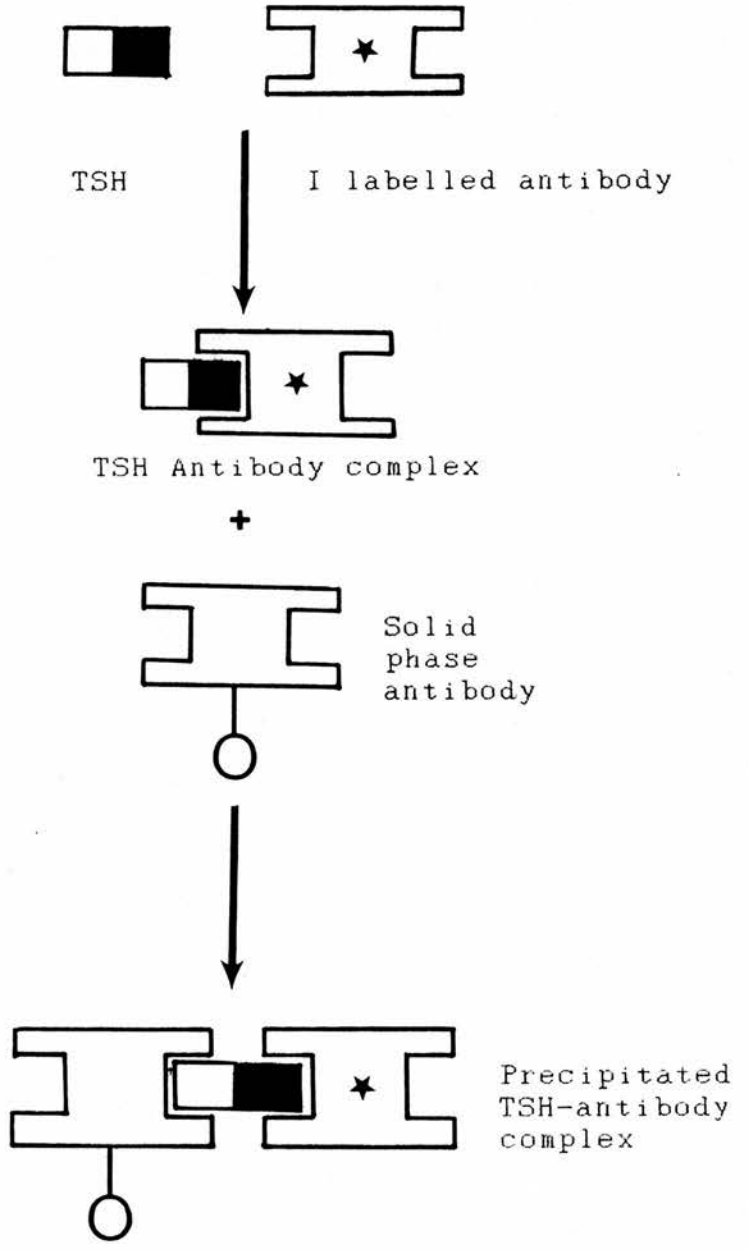 TSH
I labelled antibody
TSH Antibody complex
+
Solid
phase
antibody
Precipitated
TSH-antibody
complex